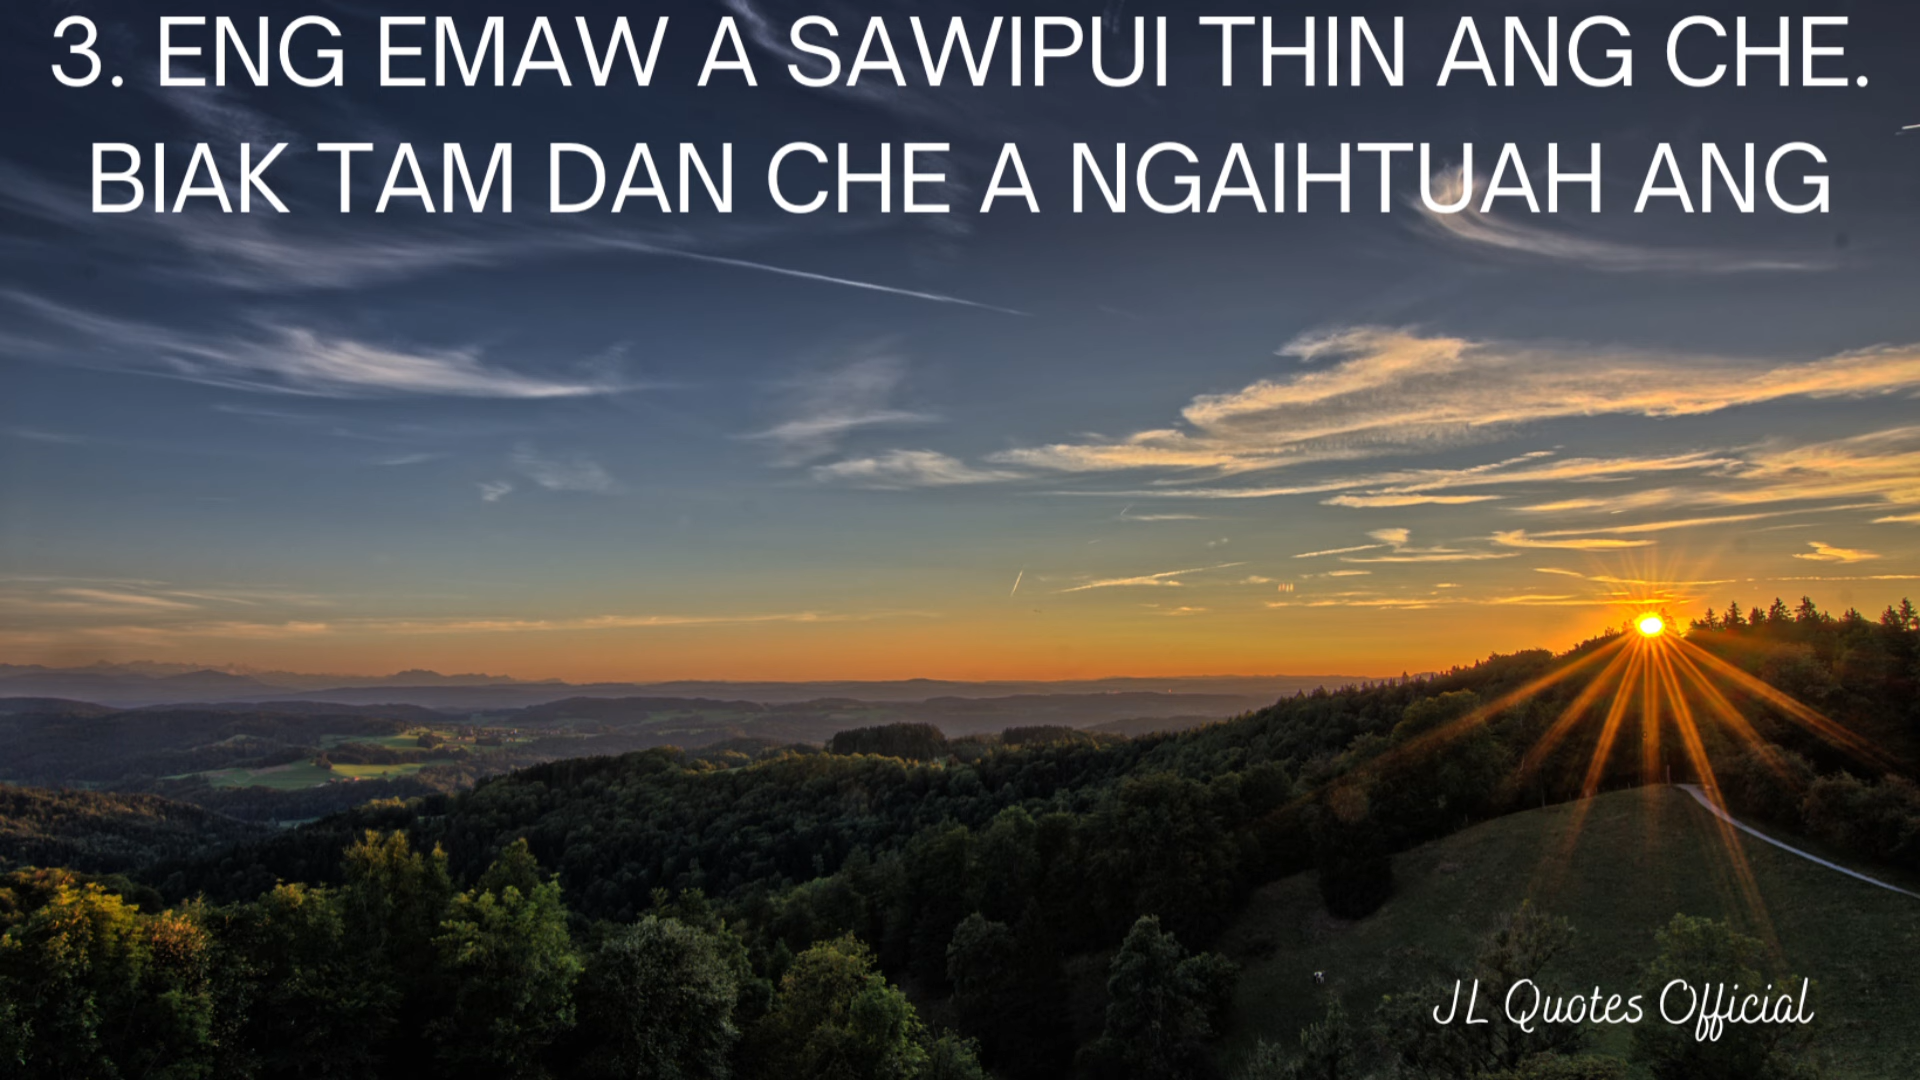 3. ENG EMAW A SAWIPUI THIN ANG CHE.
BIAK TAM DAN CHE A NGAIHTUAH ANG
JL Quotes Official